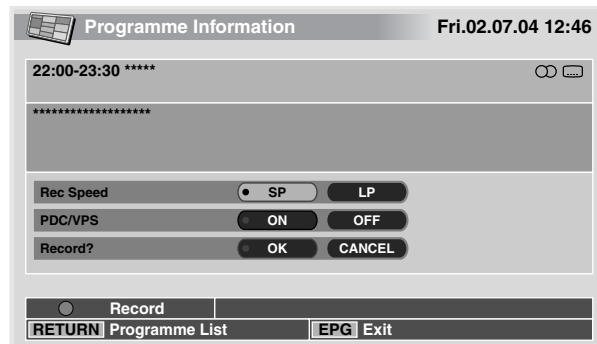 Programme Information Fri.02.07.04 12:46
22:00-23:30 *****
*******************
Rec Speed SP LP
PDC/VPS ON OFF
Record? OK CANCEL
Record
RETURN Programme List EPG Exit